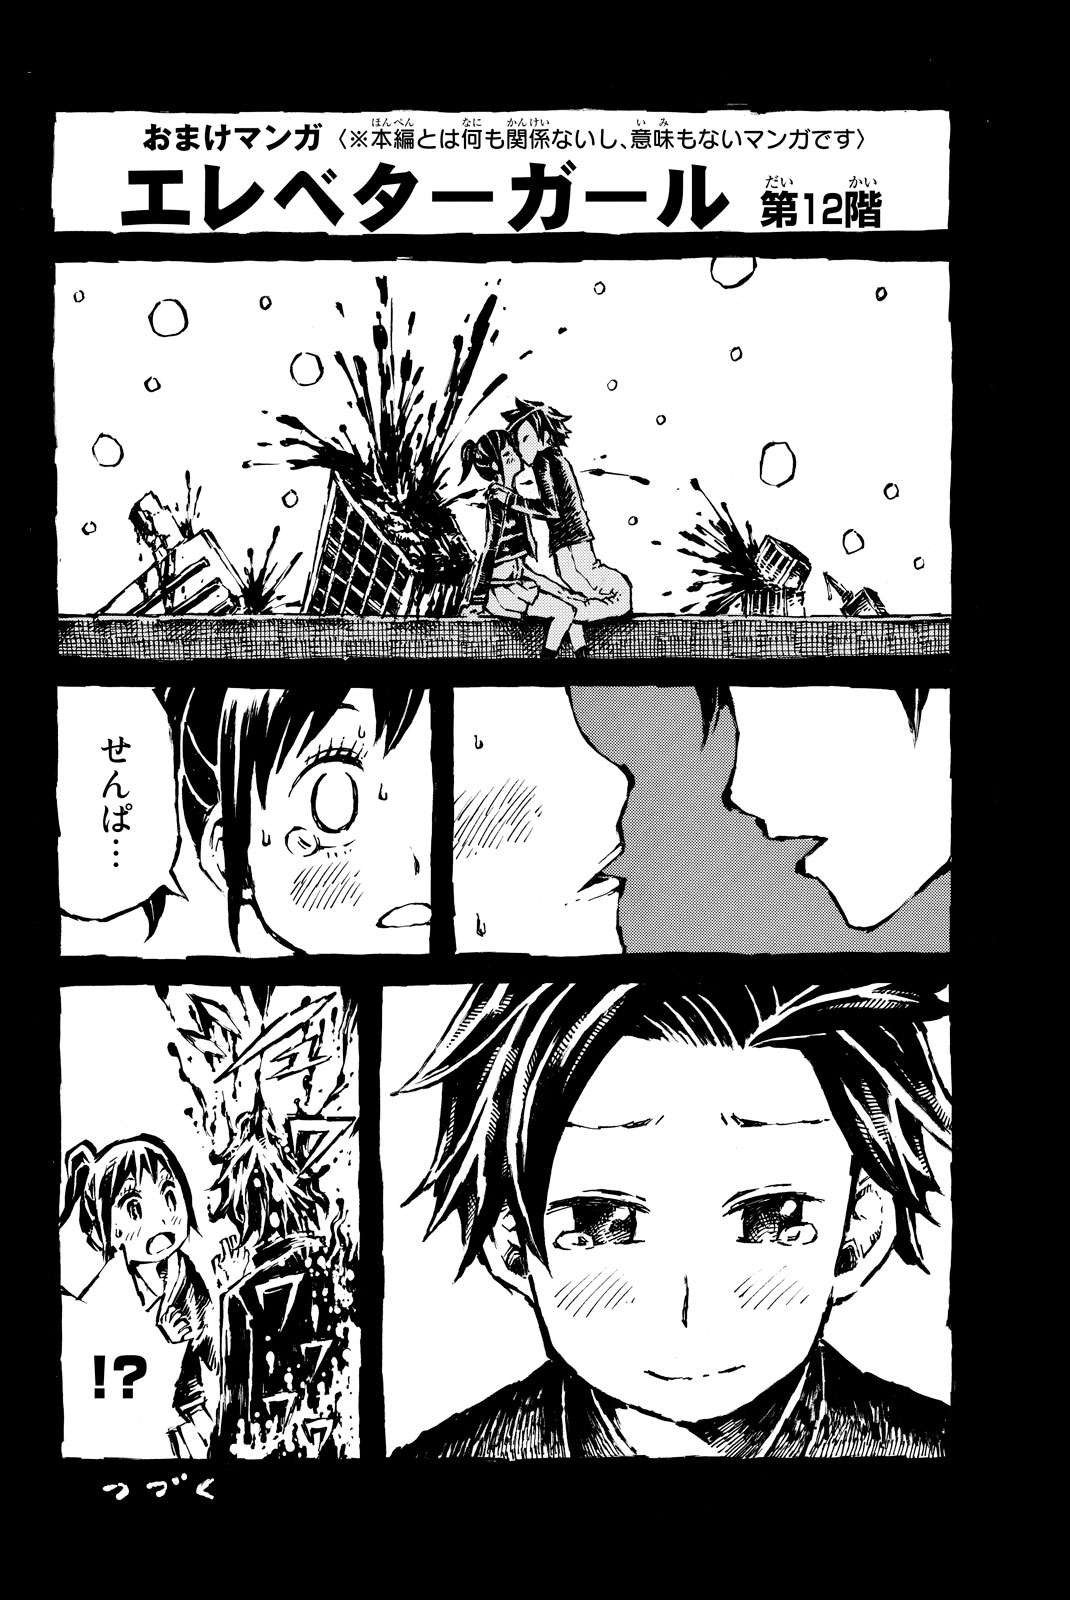 おまけマンガ〈※本編とは何も関係ないし、意味もないマンガです〉
エレベーターガール 第12階
せんぱ…
!?
つづく